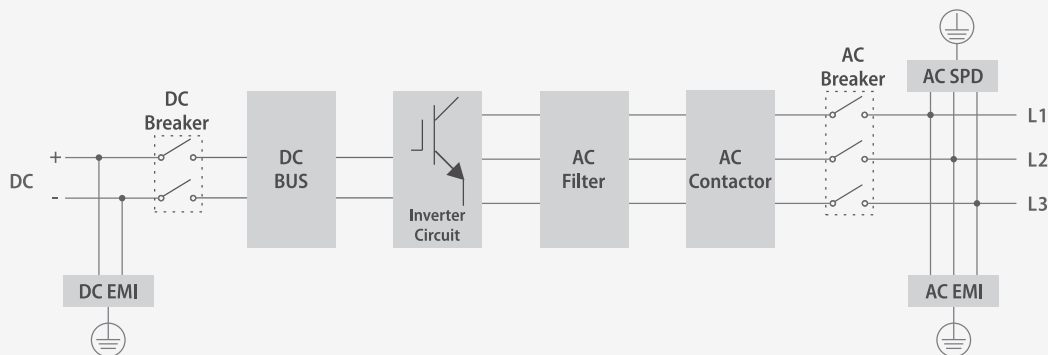 AC SPD
AC
Breaker
DC
Breaker
L1
+
DC
-
DC
BUS
Inverter
Circuit
AC
Filter
AC
Contactor
L2
L3
DC EMI
AC EMI